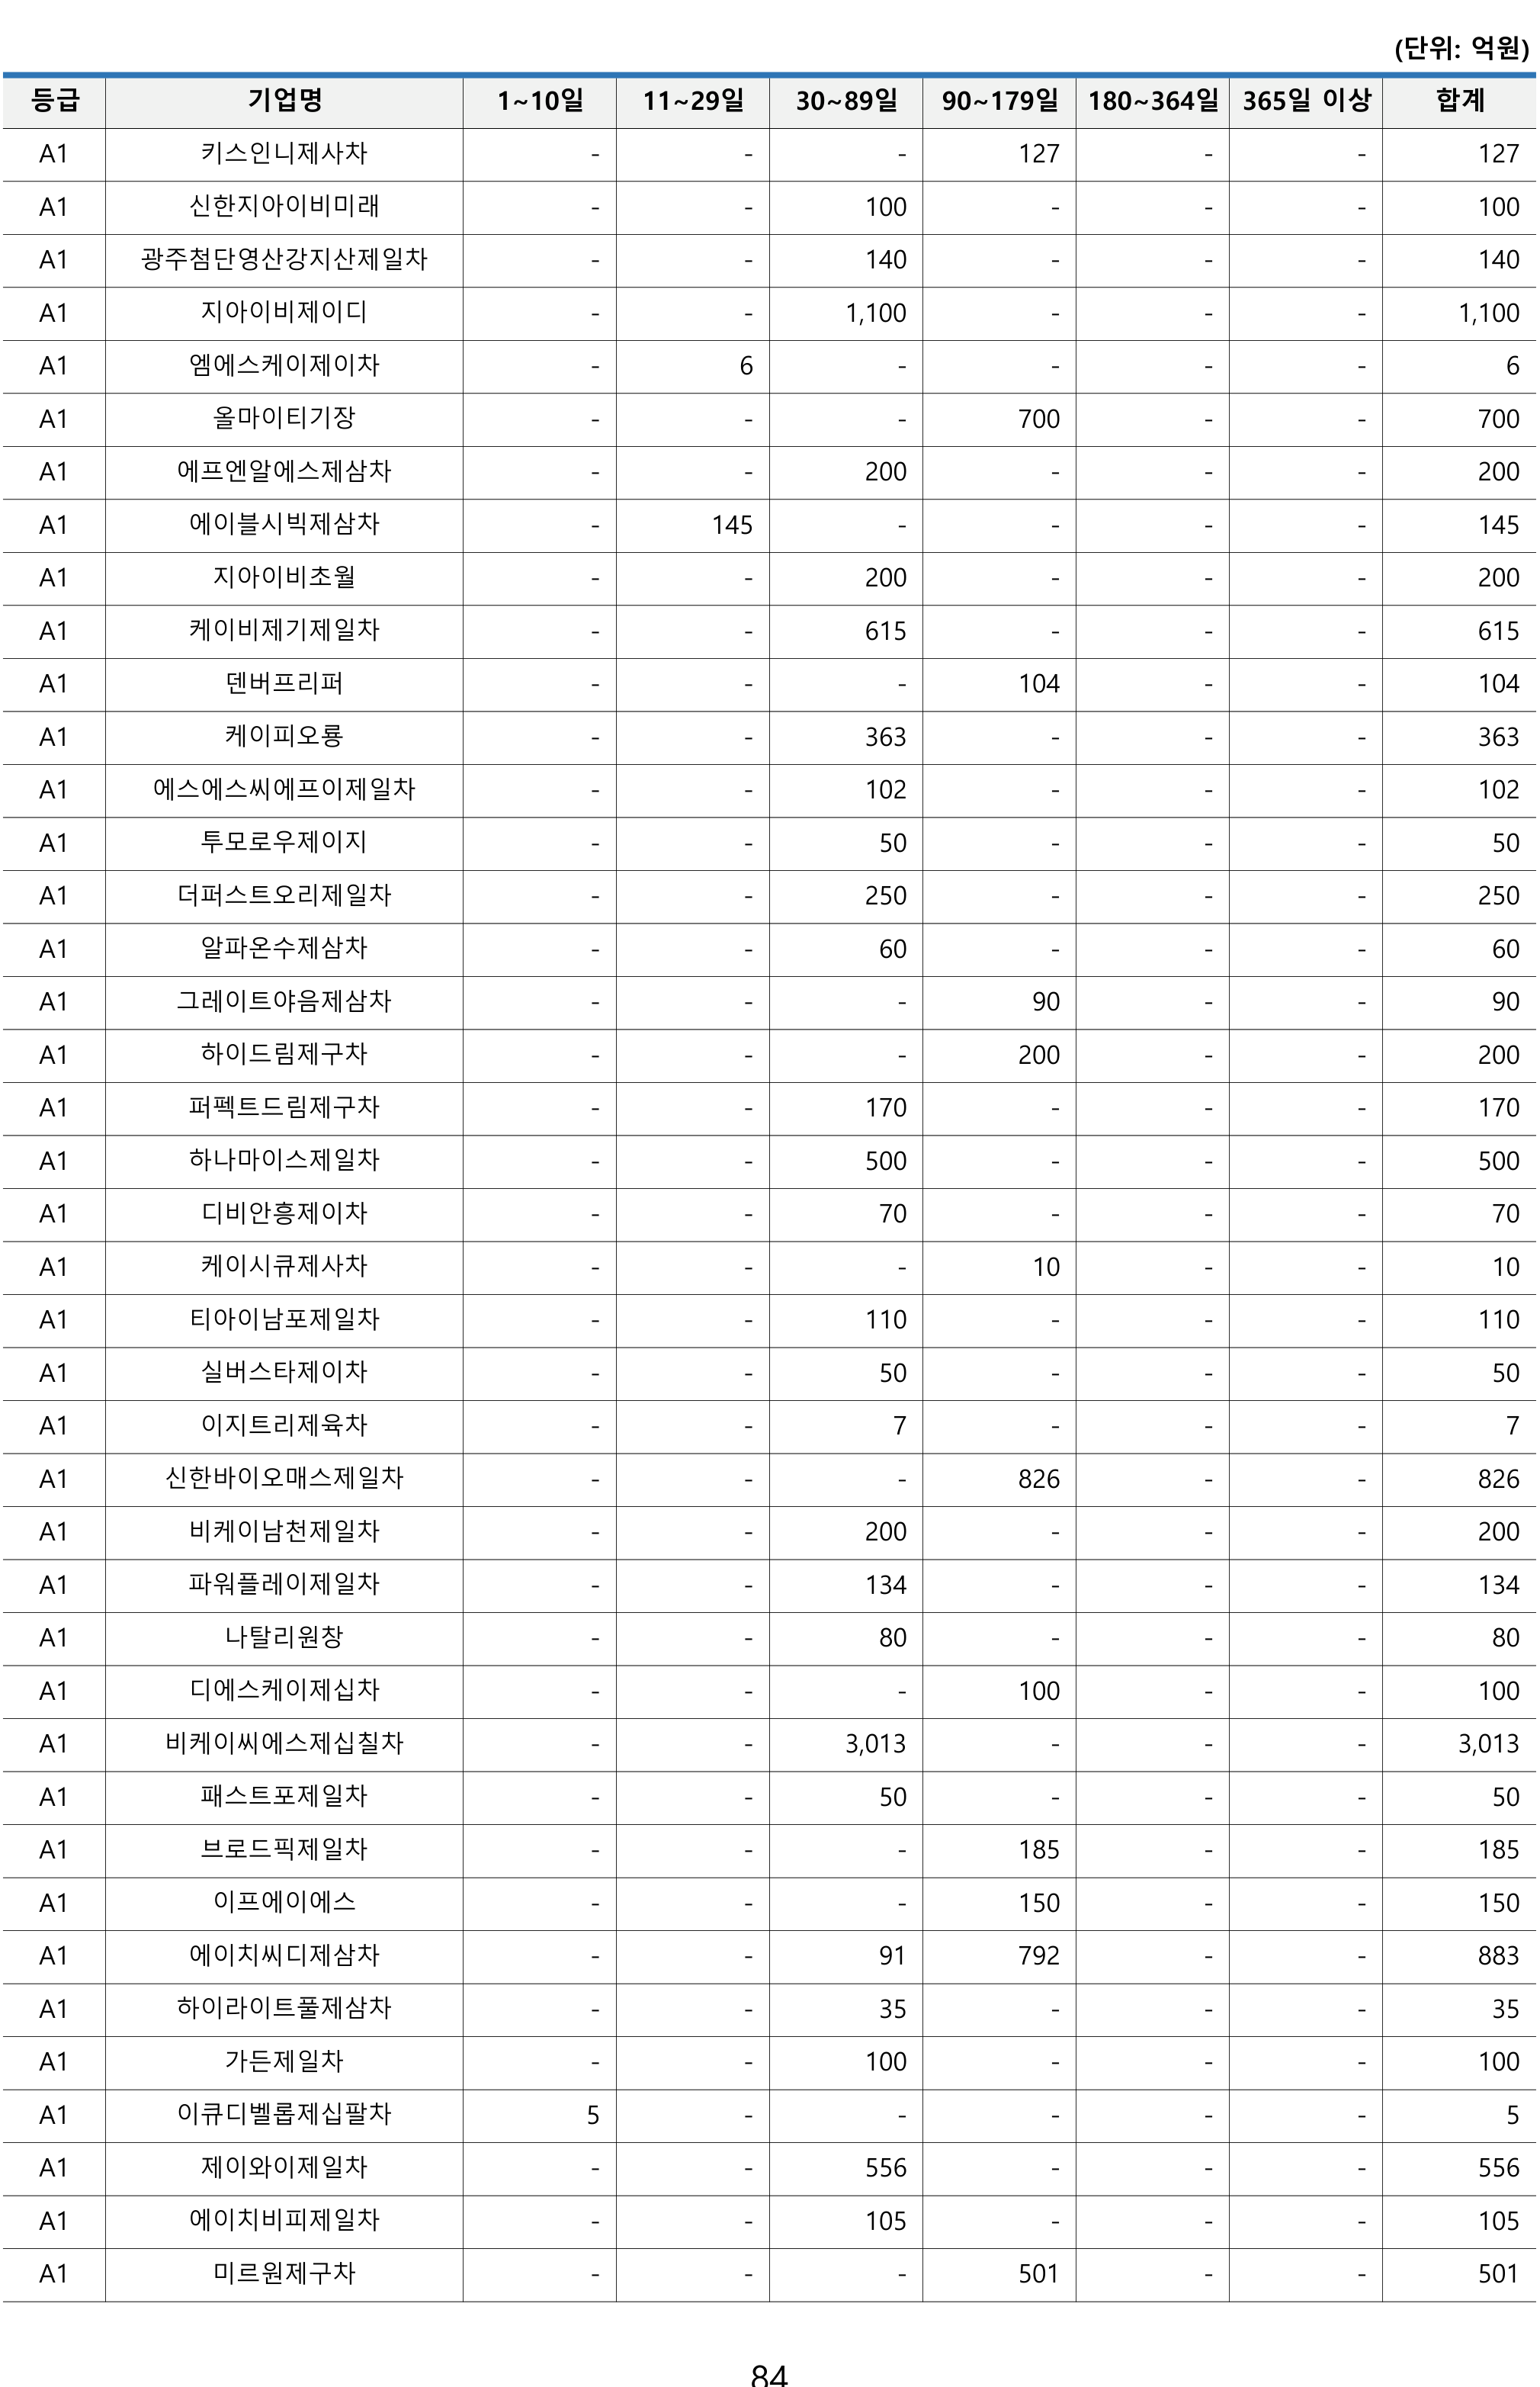 (단위: 억원)
등급 기업명 1~10일 11~29일 30~89일 90~179일 180~364일 365일 이상 합계
A1 키스인니제사차 - - - 127 - - 127
A1 신한지아이비미래 - - 100 - - - 100
A1 광주첨단영산강지산제일차 - - 140 - - - 140
A1 지아이비제이디 - - 1,100 - - - 1,100
A1 엠에스케이제이차 - 6 - - - - 6
A1 올마이티기장 - - - 700 - - 700
A1 에프엔알에스제삼차 - - 200 - - - 200
A1 에이블시빅제삼차 - 145 - - - - 145
A1 지아이비초월 - - 200 - - - 200
A1 케이비제기제일차 - - 615 - - - 615
A1 덴버프리퍼 - - - 104 - - 104
A1 케이피오룡 - - 363 - - - 363
A1 에스에스씨에프이제일차 - - 102 - - - 102
A1 투모로우제이지 - - 50 - - - 50
A1 더퍼스트오리제일차 - - 250 - - - 250
A1 알파온수제삼차 - - 60 - - - 60
A1 그레이트야음제삼차 - - - 90 - - 90
A1 하이드림제구차 - - - 200 - - 200
A1 퍼펙트드림제구차 - - 170 - - - 170
A1 하나마이스제일차 - - 500 - - - 500
A1 디비안흥제이차 - - 70 - - - 70
A1 케이시큐제사차 - - - 10 - - 10
A1 티아이남포제일차 - - 110 - - - 110
A1 실버스타제이차 - - 50 - - - 50
A1 이지트리제육차 - - 7 - - - 7
A1 신한바이오매스제일차 - - - 826 - - 826
A1 비케이남천제일차 - - 200 - - - 200
A1 파워플레이제일차 - - 134 - - - 134
A1 나탈리원창 - - 80 - - - 80
A1 디에스케이제십차 - - - 100 - - 100
A1 비케이씨에스제십칠차 - - 3,013 - - - 3,013
A1 패스트포제일차 - - 50 - - - 50
A1 브로드픽제일차 - - - 185 - - 185
A1 이프에이에스 - - - 150 - - 150
A1 에이치씨디제삼차 - - 91 792 - - 883
A1 하이라이트풀제삼차 - - 35 - - - 35
A1 가든제일차 - - 100 - - - 100
A1 이큐디벨롭제십팔차 5 - - - - - 5
A1 제이와이제일차 - - 556 - - - 556
A1 에이치비피제일차 - - 105 - - - 105
A1 미르원제구차 - - - 501 - - 501
84